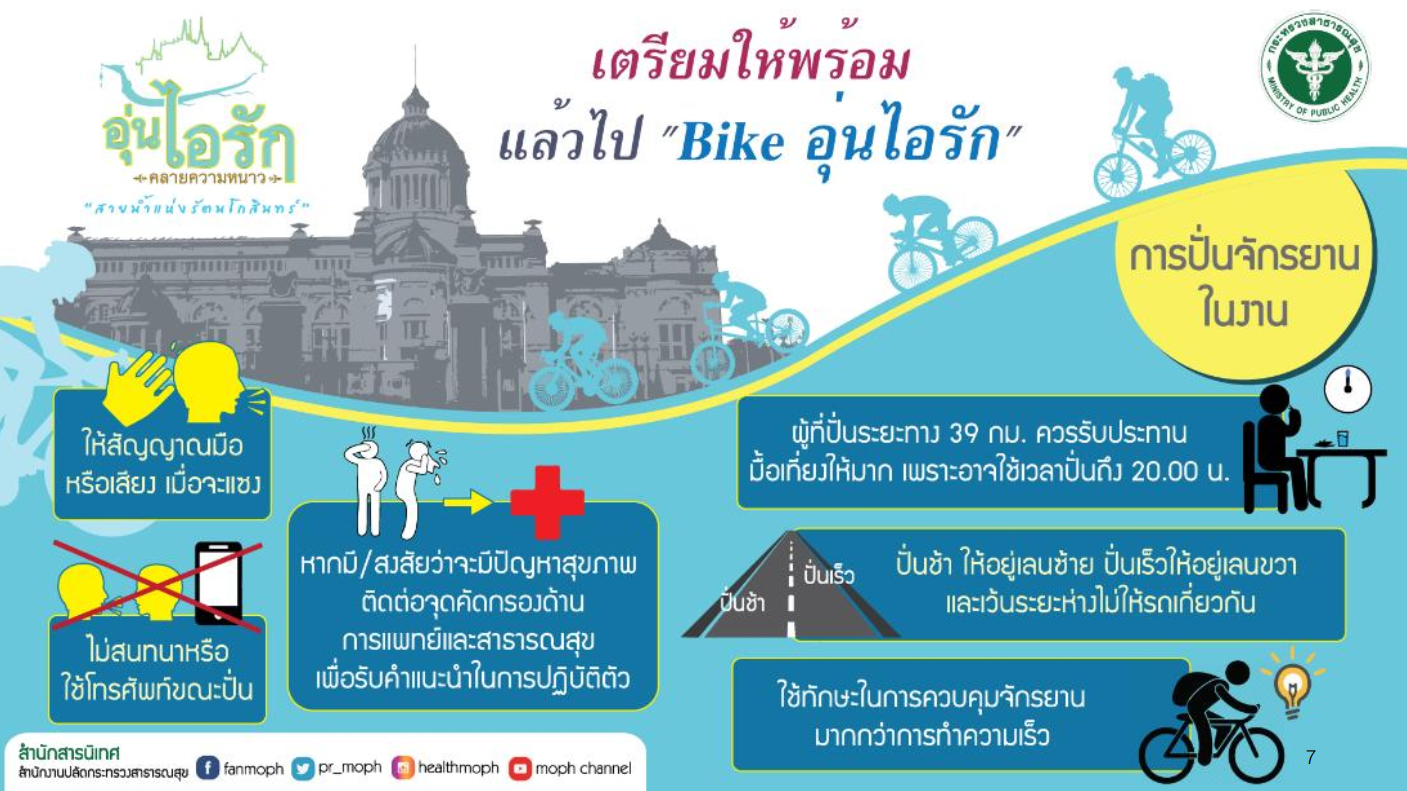 อุ่นไอรัก
คลายความหนาว
"สายน้ำแห่งรัตนโกสินทร์"
เตรียมให้พร้อม
แล้วไป "Bike อุ่นไอรัก"
กระทรวงสาธารณสุข
MINISTRY OF PUBLIC HEALTH
การปั่นจักรยาน
ในงาน
ให้สัญญาณมือ
หรือเสียง เมื่อจะแซง
ไม่สนทนาหรือ
ใช้โทรศัพท์ขณะปั่น
หากมี/สงสัยว่าจะมีปัญหาสุขภาพ
ติดต่อจุดคัดกรองด้าน
การแพทย์และสาธารณสุข
เพื่อรับคำแนะนำในการปฏิบัติตัว
ผู้ที่ปั่นระยะทาง 39 กม. ควรรับประทาน
มื้อเที่ยงให้มาก เพราะอาจใช้เวลาปั่นถึง 20.00 น.
ปั่นเร็ว
ปั่นช้า
ปั่นช้า ให้อยู่เลนซ้าย ปั่นเร็วให้อยู่เลนขวา
และเว้นระยะห่างไม่ให้รถเกี่ยวกัน
ใช้ทักษะในการควบคุมจักรยาน
มากกว่าการทำความเร็ว
สำนักสารนิเทศ
สำนักงานปลัดกระทรวงสาธารณสุข
fanmoph pr_moph healthmoph moph channel
7